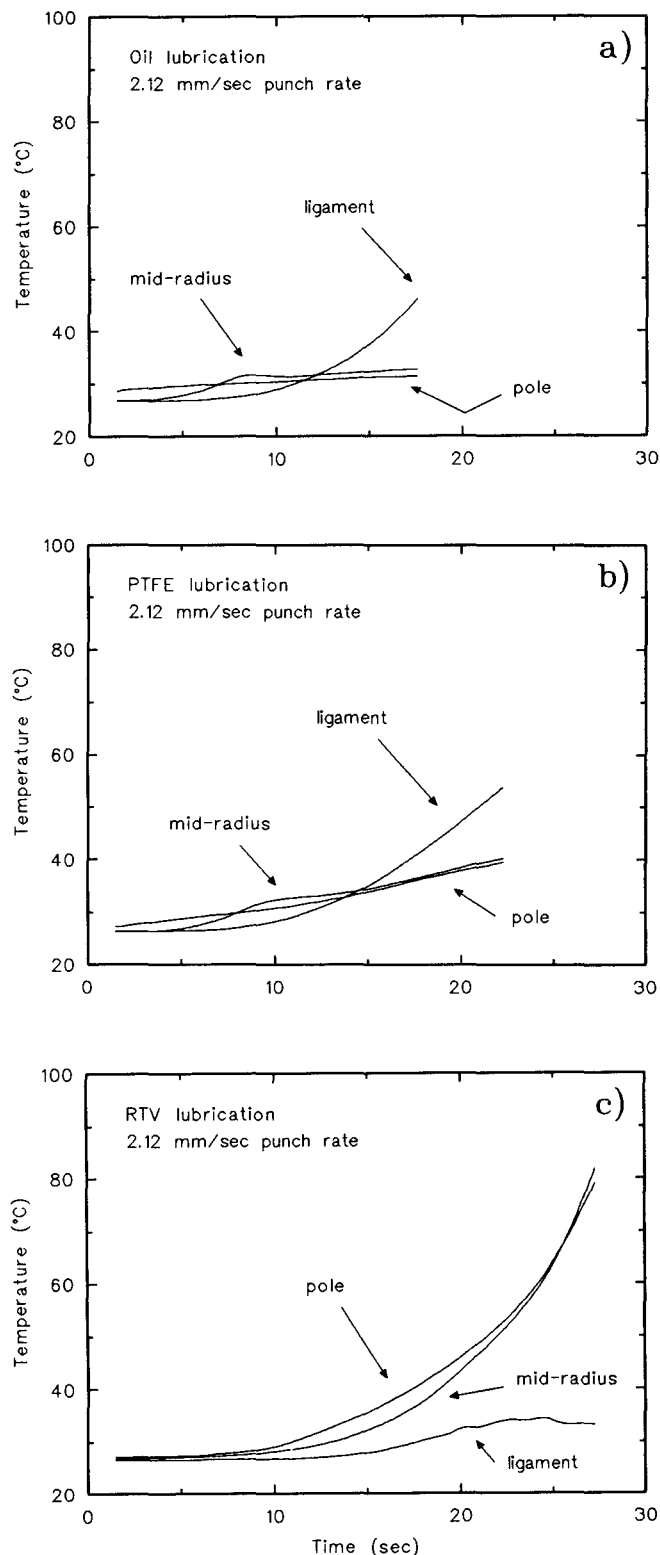 100
80
60
40
20
Temperature (°C)
Oil lubrication
2.12 mm/sec punch rate
a)
ligament
mid-radius
pole
0
10
20
30
100
80
60
40
20
Temperature (°C)
PTFE lubrication
2.12 mm/sec punch rate
b)
ligament
mid-radius
pole
0
10
20
30
100
80
60
40
20
Temperature (°C)
RTV lubrication
2.12 mm/sec punch rate
c)
pole
mid-radius
ligament
0
10
20
30
Time (sec)